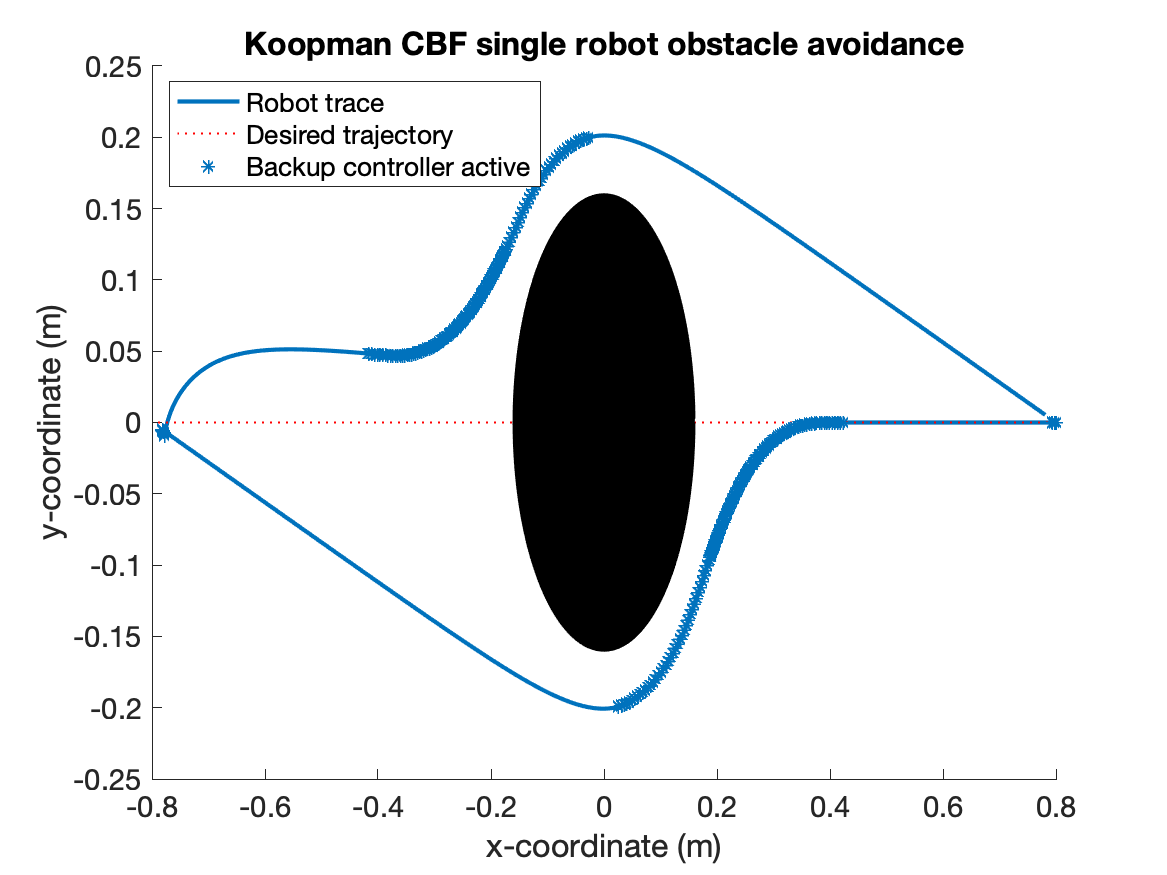 Koopman CBF single robot obstacle avoidance
0.25
Robot trace
Desired trajectory
Backup controller active
0.2
0.15
0.1
0.05
0
-0.05
-0.1
-0.15
-0.2
-0.25
y-coordinate (m)
-0.8 -0.6 -0.4 -0.2 0 0.2 0.4 0.6 0.8
x-coordinate (m)